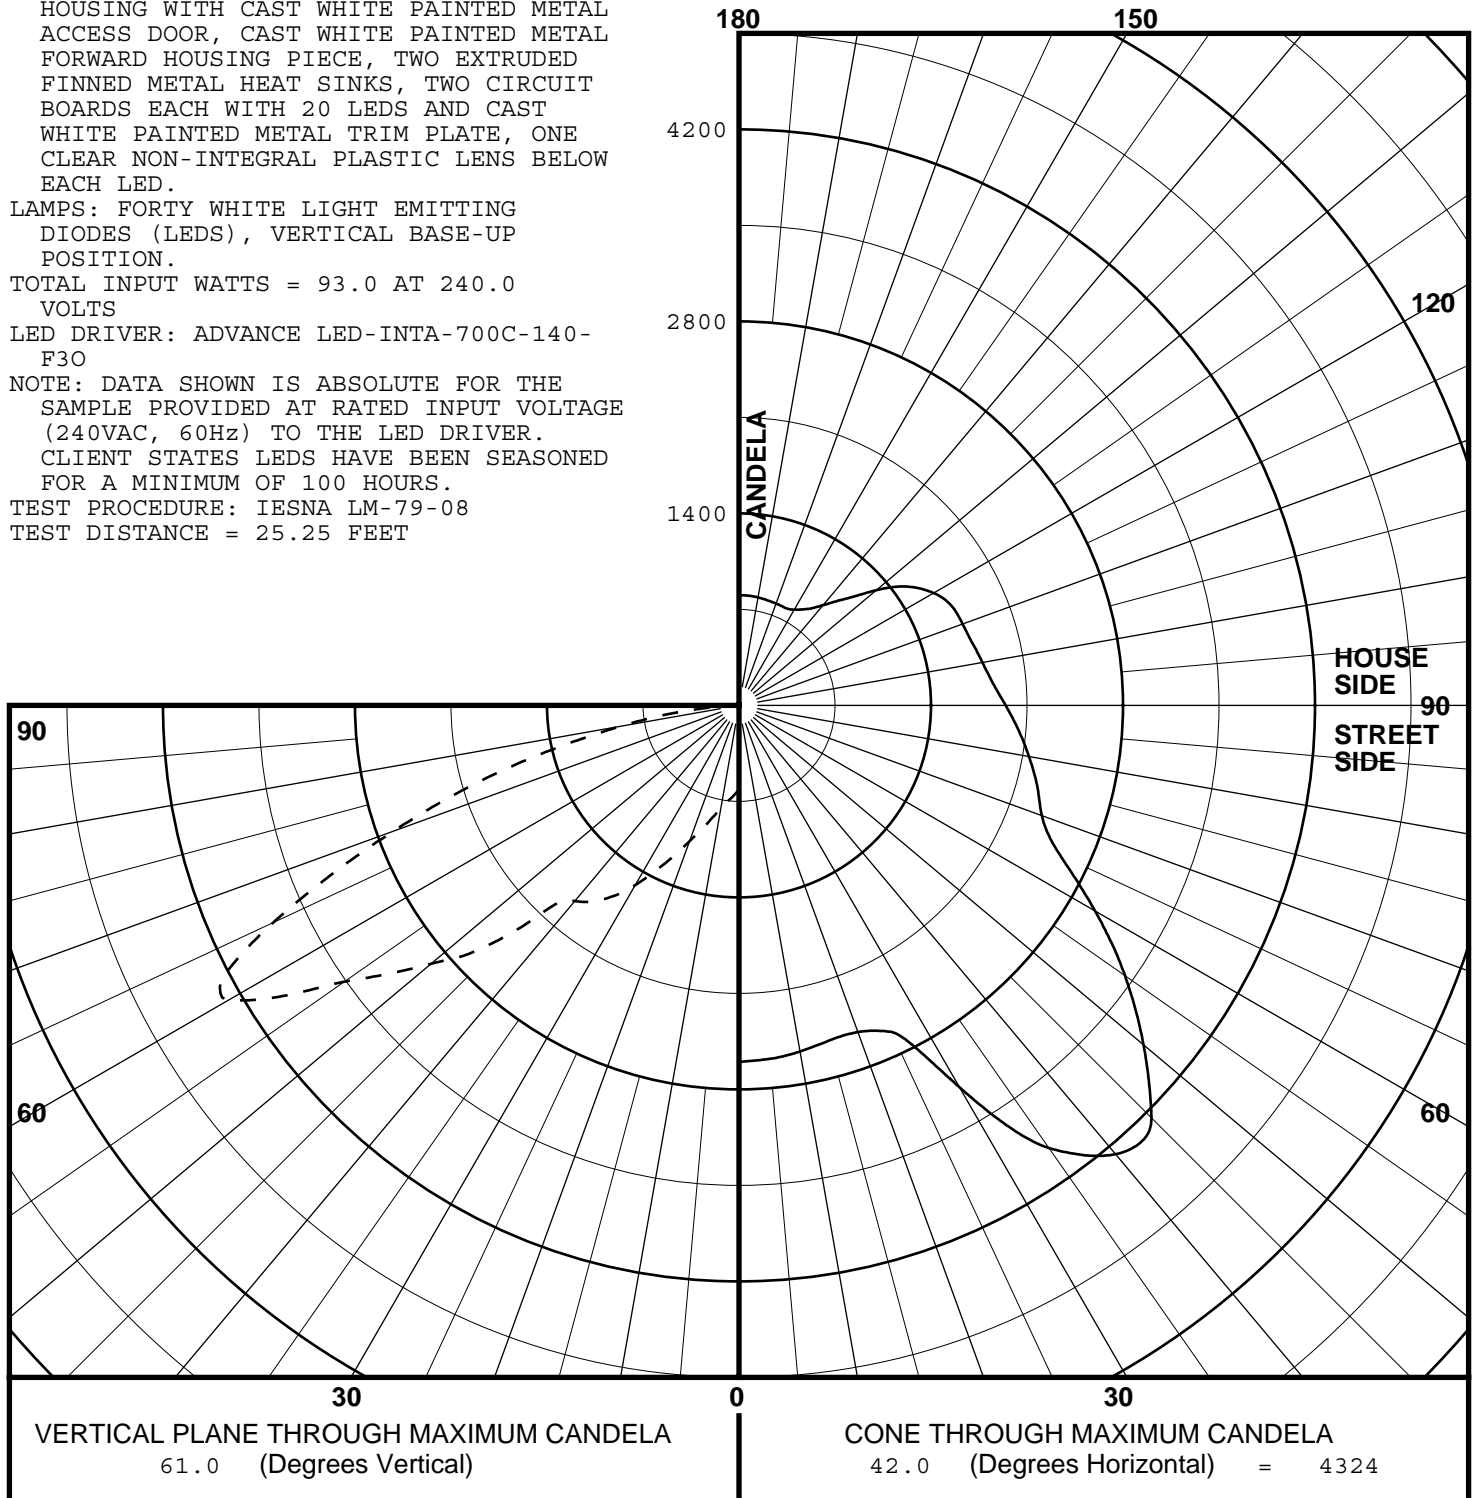 HOUSING WITH CAST WHITE PAINTED METAL
ACCESS DOOR, CAST WHITE PAINTED METAL
FORWARD HOUSING PIECE, TWO EXTRUDED
FINNED METAL HEAT SINKS, TWO CIRCUIT
BOARDS EACH WITH 20 LEDS AND CAST
WHITE PAINTED METAL TRIM PLATE, ONE
CLEAR NON-INTEGRAL PLASTIC LENS BELOW
EACH LED.
LAMPS: FORTY WHITE LIGHT EMITTING
DIODES (LEDS), VERTICAL BASE-UP
POSITION.
TOTAL INPUT WATTS = 93.0 AT 240.0
VOLTS
LED DRIVER: ADVANCE LED-INTA-700C-140-
F3O
NOTE: DATA SHOWN IS ABSOLUTE FOR THE
SAMPLE PROVIDED AT RATED INPUT VOLTAGE
(240VAC, 60Hz) TO THE LED DRIVER.
CLIENT STATES LEDS HAVE BEEN SEASONED
FOR A MINIMUM OF 100 HOURS.
TEST PROCEDURE: IESNA LM-79-08
TEST DISTANCE = 25.25 FEET
180
150
4200
120
2800
CANDELA
1400
HOUSE
SIDE
90
90
STREET
SIDE
60
60
30
0
30
VERTICAL PLANE THROUGH MAXIMUM CANDELA
61.0 (Degrees Vertical)
CONE THROUGH MAXIMUM CANDELA
42.0 (Degrees Horizontal) = 4324